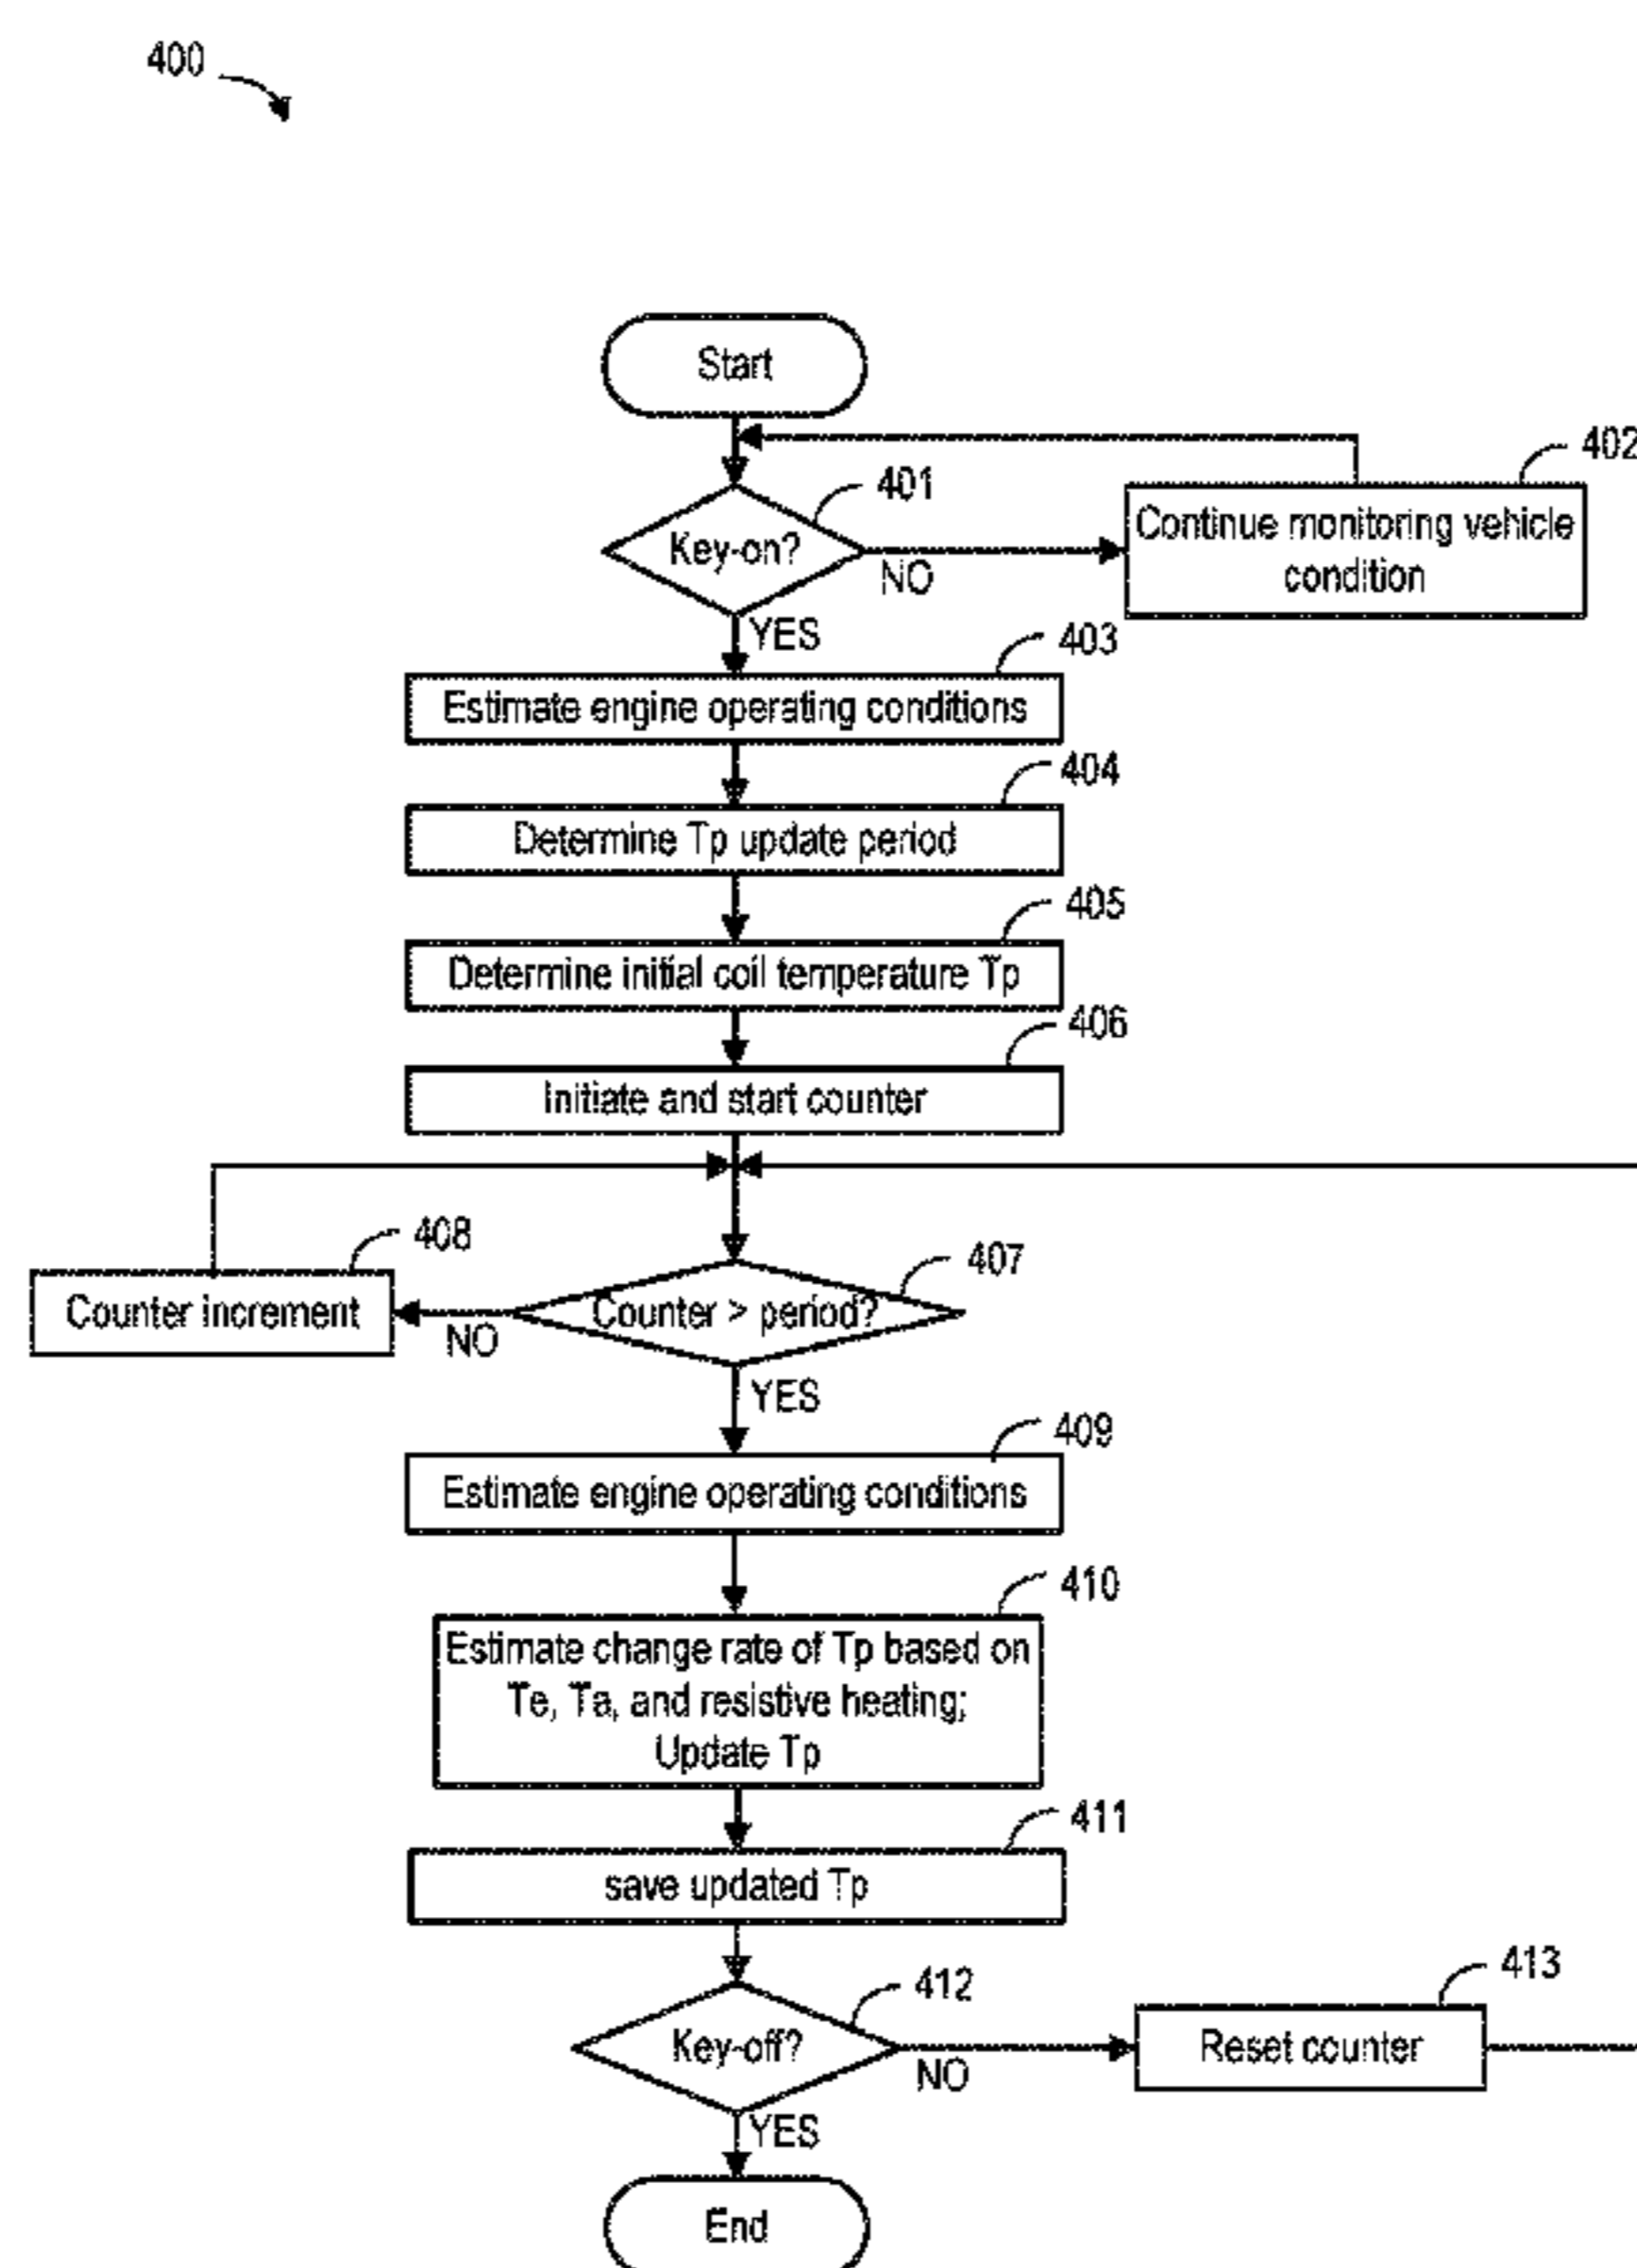 400
Start
402
401
Key-on?
NO
Continue monitoring vehicle
condition
YES
403
Estimate engine operating conditions
404
Determine Tp update period
405
Determine initial coil temperature Tp
406
Initiate and start counter
408
407
Counter increment
NO
Counter > period?
YES
409
Estimate engine operating conditions
410
Estimate change rate of Tp based on
Te, Ta, and resistive heating;
Update Tp
411
save updated Tp
412
413
Key-off?
NO
Reset counter
YES
End